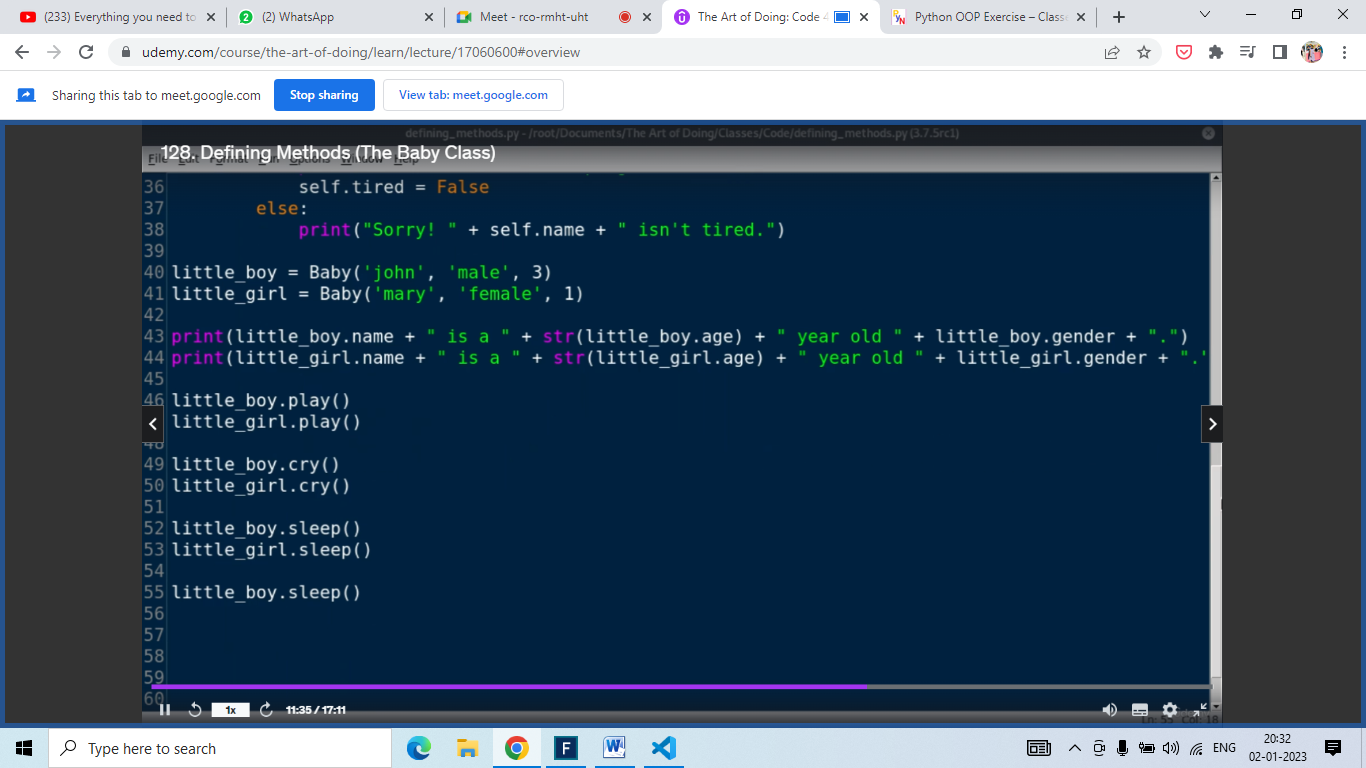 (233) Everything you need to
(2) WhatsApp
Meet - rco-rmht-uht
The Art of Doing: Code 4
Python OOP Exercise – Class
udemy.com/course/the-art-of-doing/learn/lecture/17060600#overview
Sharing this tab to meet.google.com
Stop sharing
View tab: meet.google.com
defining_methods.py - /root/Documents/The Art of Doing/Classes/Code/defining_methods.py (3.7.5rc1)
128. Defining Methods (The Baby Class)
36 self.tired = False
37 else:
38 print("Sorry! " + self.name + " isn't tired.")
39
40 little_boy = Baby('john', 'male', 3)
41 little_girl = Baby('mary', 'female', 1)
42
43 print(little_boy.name + " is a " + str(little_boy.age) + " year old " + little_boy.gender + ".")
44 print(little_girl.name + " is a " + str(little_girl.age) + " year old " + little_girl.gender + ".
45
46 little_boy.play()
little_girl.play()
48
49 little_boy.cry()
50 little_girl.cry()
51
52 little_boy.sleep()
53 little_girl.sleep()
54
55 little_boy.sleep()
56
57
58
59
60
1x
11:35 / 17:11
Ln: 55 Col: 18
Type here to search
F
W
ENG
20:32
02-01-2023